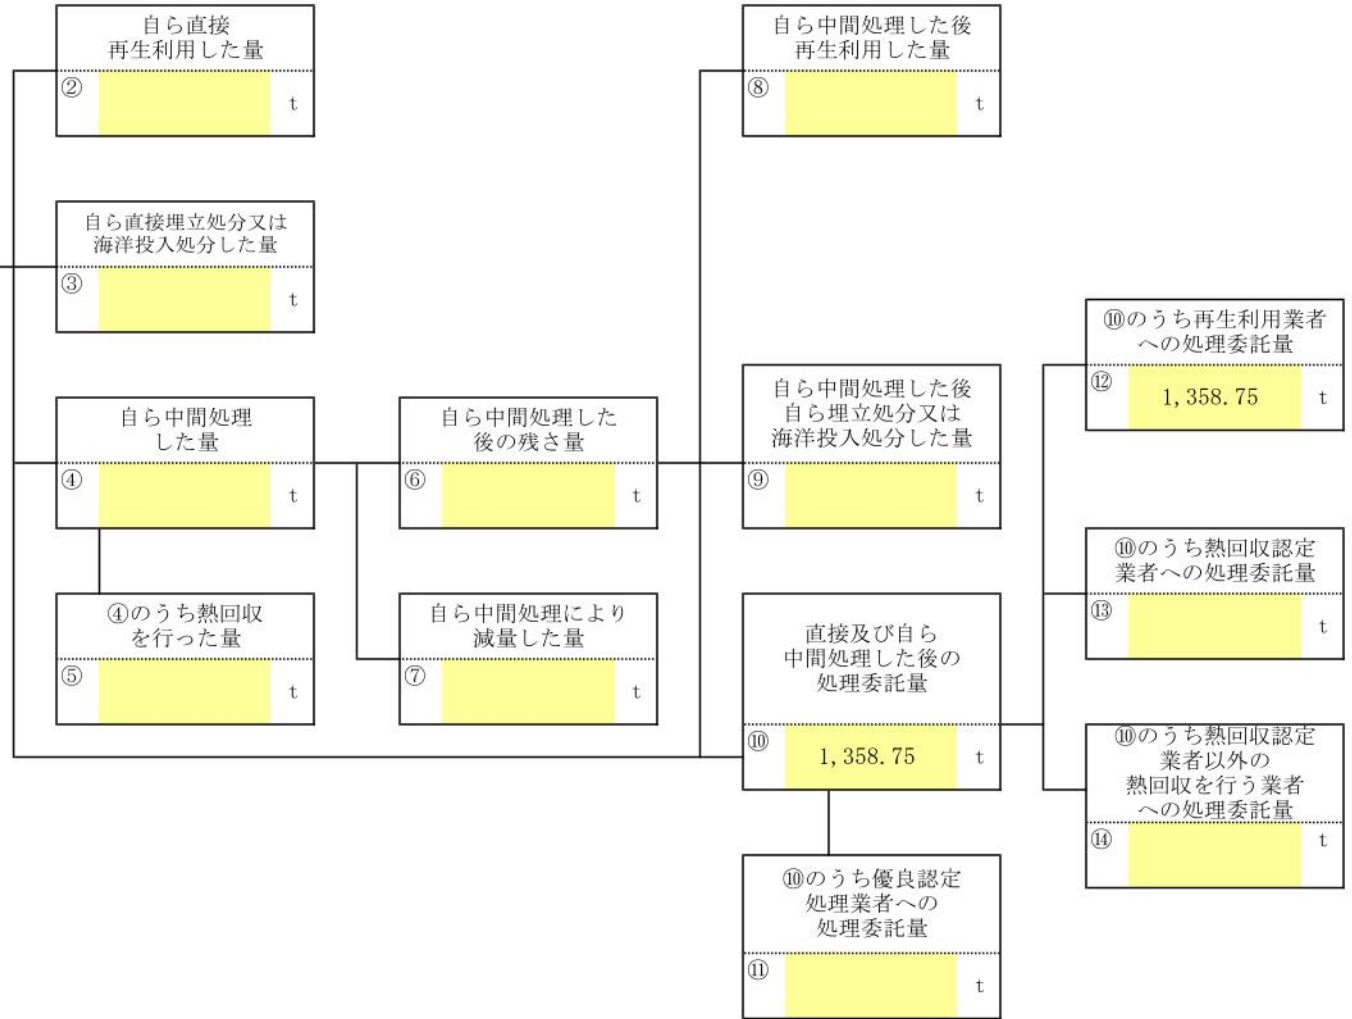 自ら直接
再生利用した量
②
t
自ら直接埋立処分又は
海洋投入処分した量
③
t
自ら中間処理
した量
④
t
④のうち熱回収
を行った量
⑤
t
自ら中間処理した
後の残さ量
⑥
t
自ら中間処理により
減量した量
⑦
t
自ら中間処理した後
再生利用した量
⑧
t
自ら中間処理した後
自ら埋立処分又は
海洋投入処分した量
⑨
t
直接及び自ら
中間処理した後の
処理委託量
⑩ 1,358.75 t
⑩のうち優良認定
処理業者への
処理委託量
⑪
t
⑩のうち再生利用業者
への処理委託量
⑫ 1,358.75 t
⑩のうち熱回収認定
業者への処理委託量
⑬
t
⑩のうち熱回収認定
業者以外の
熱回収を行う業者
への処理委託量
⑭
t